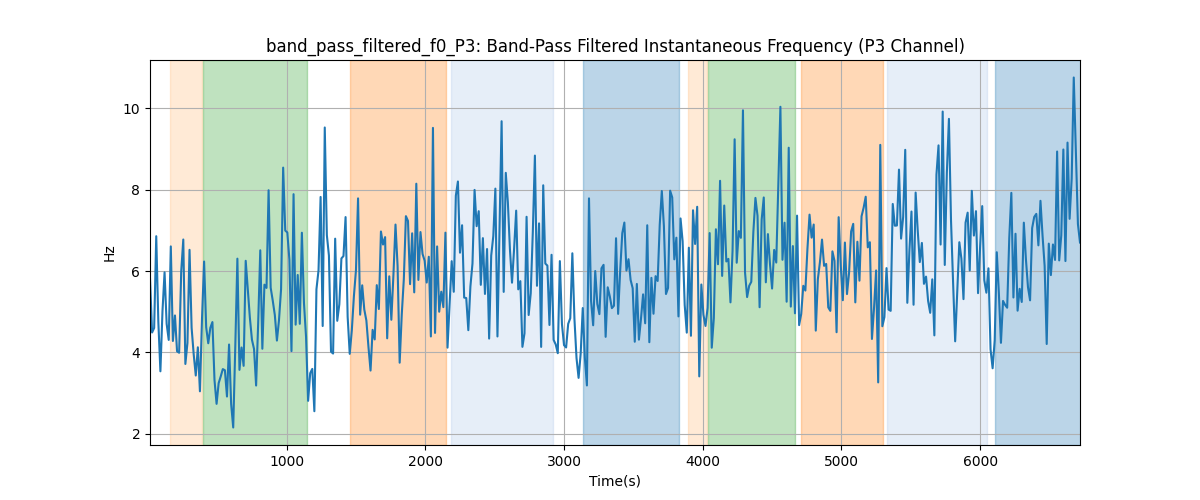 band_pass_filtered_f0_P3: Band-Pass Filtered Instantaneous Frequency (P3 Channel)
10
8
6
4
2
Hz
1000 2000 3000 4000 5000 6000
Time(s)